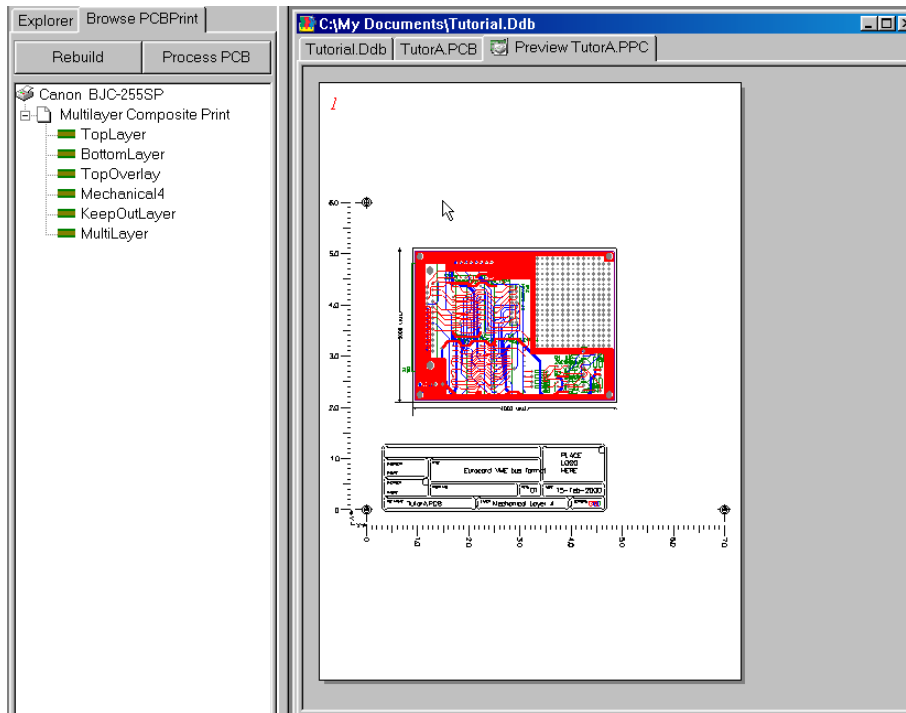 Explorer Browse PCBPrint
Rebuild Process PCB
Canon BJC-255SP
Multilayer Composite Print
TopLayer
BottomLayer
TopOverlay
Mechanical4
KeepOutLayer
MultiLayer
C:\My Documents\Tutorial.Ddb
Tutorial.Ddb TutorA.PCB Preview TutorA.PPC
1
6.0
5.0
4.0
3.0
2.0
1.0
0
PLACE
LOGO
HERE
Eurocard VME bus format
01 15-Feb-2000
TutorA.PCB Mechanical Layer 4
0 1.0 2.0 3.0 4.0 5.0 6.0 7.0